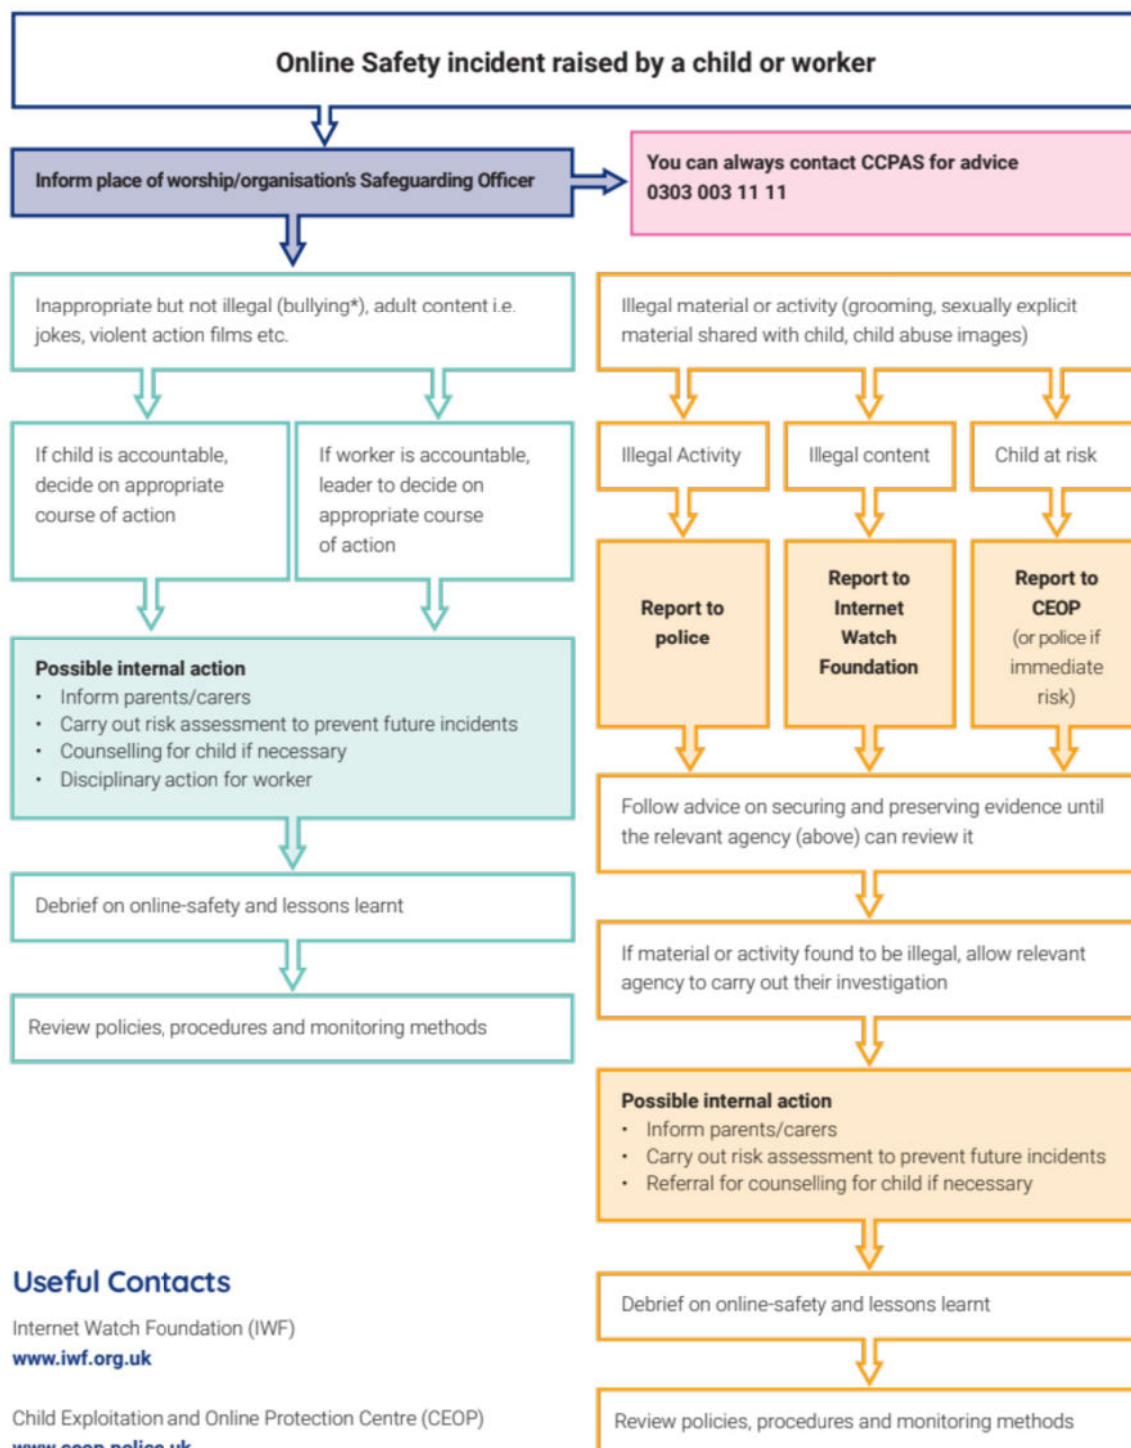 Online Safety incident raised by a child or worker
Inform place of worship/organisation's Safeguarding Officer
You can always contact CCPAS for advice
0303 003 11 11
Inappropriate but not illegal (bullying*), adult content i.e.
jokes, violent action films etc.
If child is accountable,
decide on appropriate
course of action
If worker is accountable,
leader to decide on
appropriate course
of action
Possible internal action
• Inform parents/carers
• Carry out risk assessment to prevent future incidents
• Counselling for child if necessary
• Disciplinary action for worker
Debrief on online-safety and lessons learnt
Review policies, procedures and monitoring methods
Illegal material or activity (grooming, sexually explicit
material shared with child, child abuse images)
Illegal Activity
Illegal content
Child at risk
Report to
police
Report to
Internet
Watch
Foundation
Report to
CEOP
(or police if
immediate
risk)
Follow advice on securing and preserving evidence until
the relevant agency (above) can review it
If material or activity found to be illegal, allow relevant
agency to carry out their investigation
Possible internal action
• Inform parents/carers
• Carry out risk assessment to prevent future incidents
• Referral for counselling for child if necessary
Debrief on online-safety and lessons learnt
Review policies, procedures and monitoring methods
Useful Contacts
Internet Watch Foundation (IWF)
www.iwf.org.uk
Child Exploitation and Online Protection Centre (CEOP)
www.ceop.police.uk